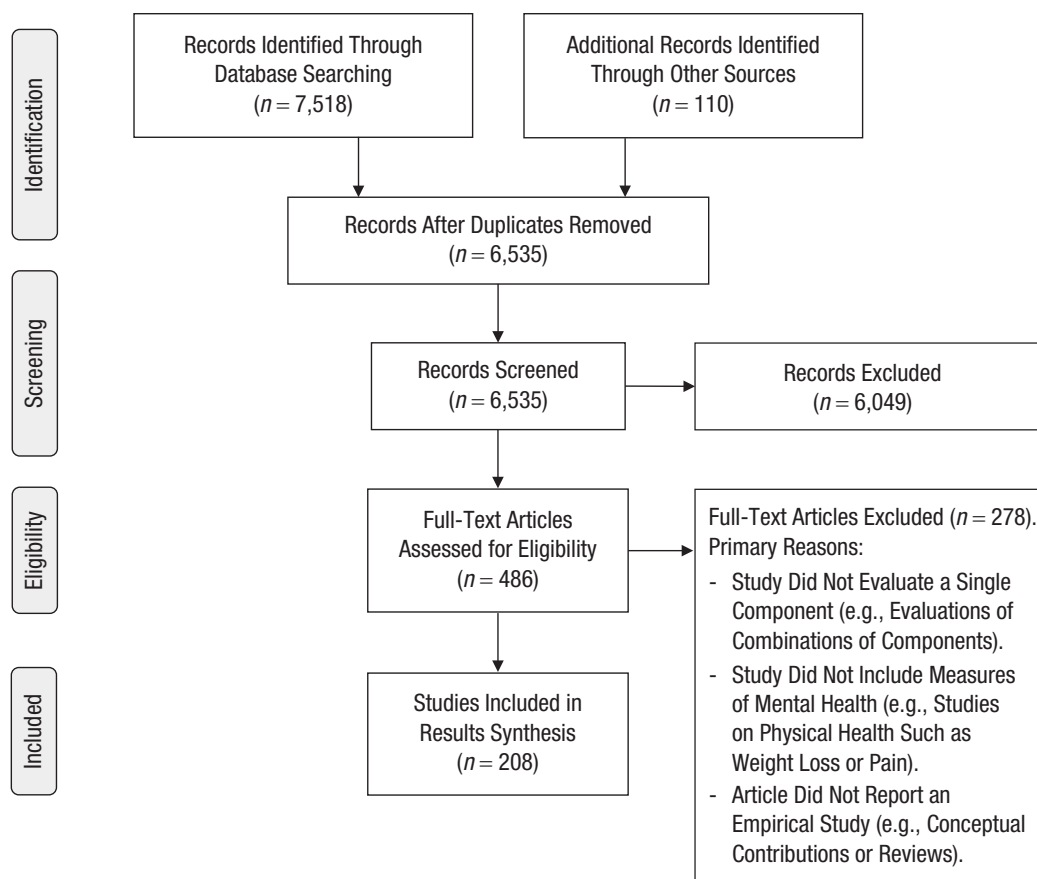 Identification
Records Identified Through
Database Searching
(n = 7,518)
Additional Records Identified
Through Other Sources
(n = 110)
Records After Duplicates Removed
(n = 6,535)
Screening
Records Screened
(n = 6,535)
Records Excluded
(n = 6,049)
Eligibility
Full-Text Articles
Assessed for Eligibility
(n = 486)
Full-Text Articles Excluded (n = 278).
Primary Reasons:
- Study Did Not Evaluate a Single
Component (e.g., Evaluations of
Combinations of Components).
- Study Did Not Include Measures
of Mental Health (e.g., Studies
on Physical Health Such as
Weight Loss or Pain).
- Article Did Not Report an
Empirical Study (e.g., Conceptual
Contributions or Reviews).
Included
Studies Included in
Results Synthesis
(n = 208)